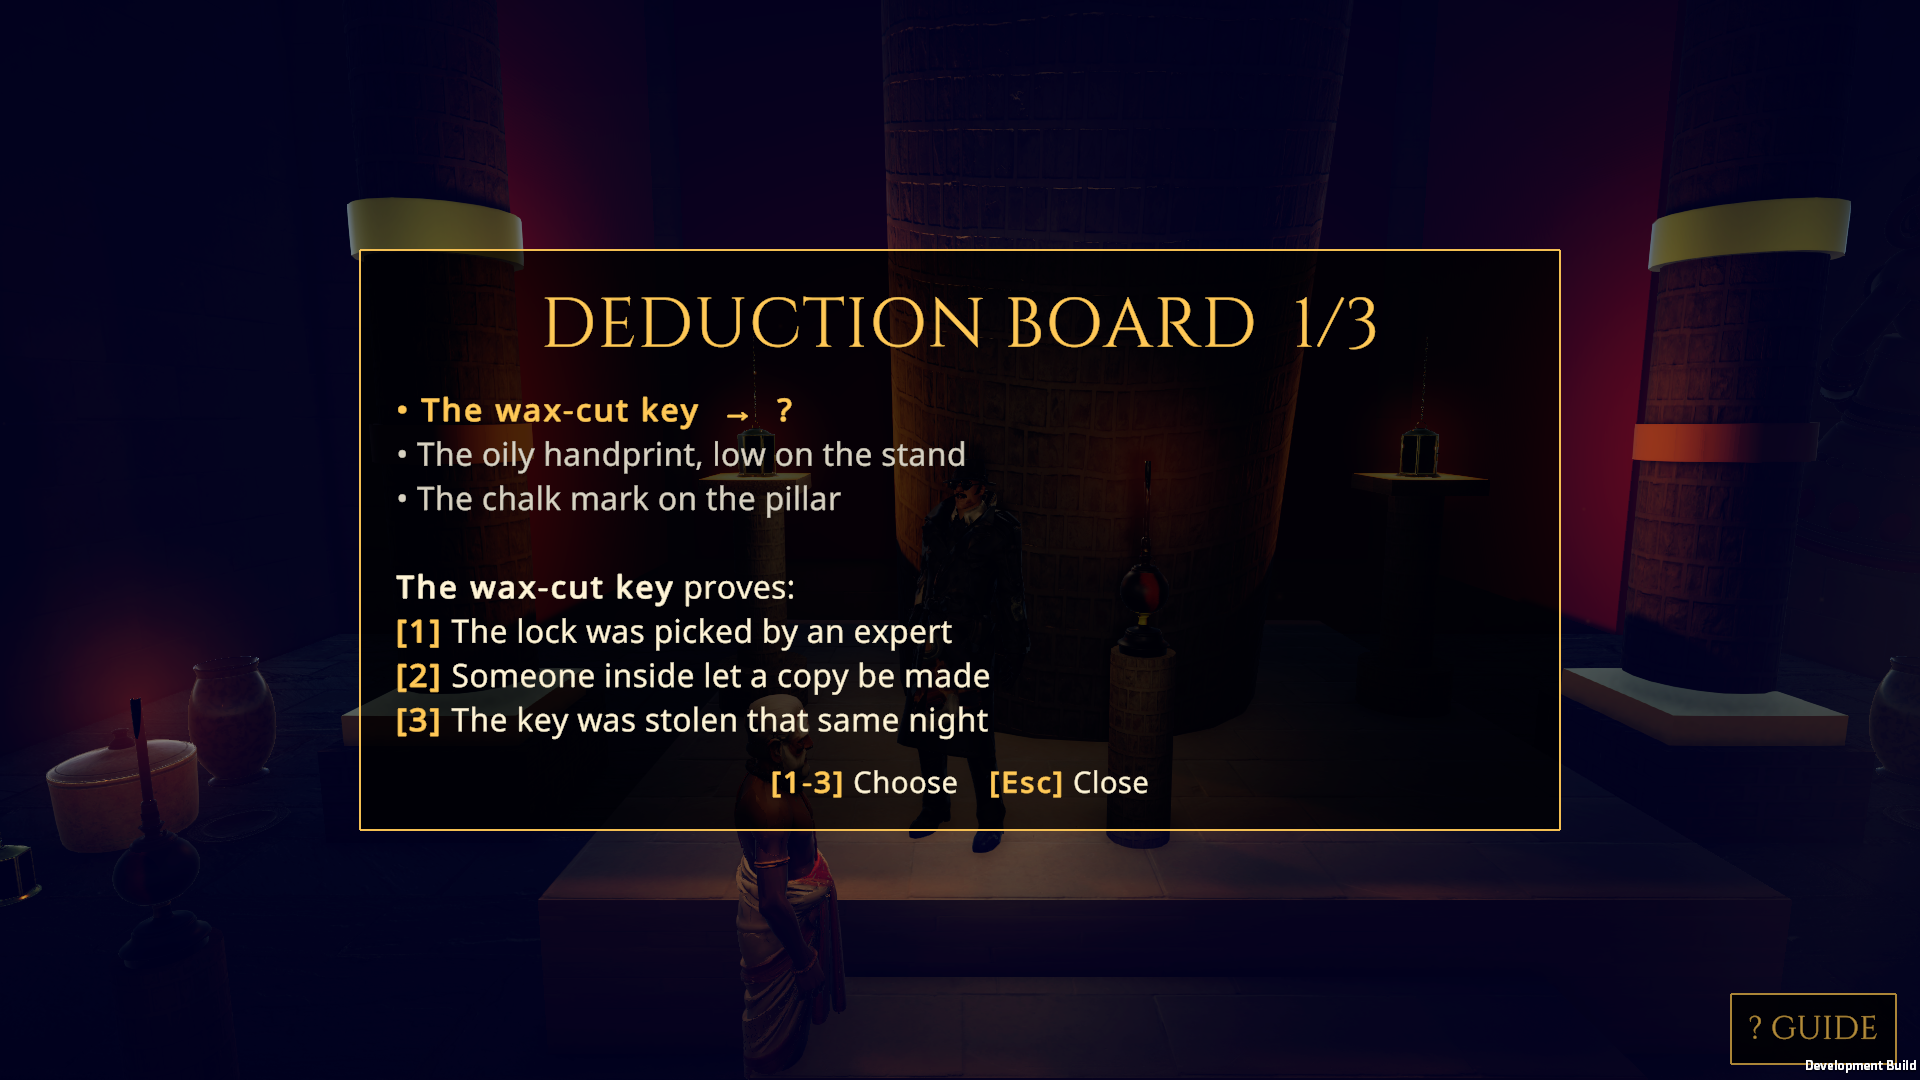 DEDUCTION BOARD 1/3
• The wax-cut key → ?
• The oily handprint, low on the stand
• The chalk mark on the pillar
The wax-cut key proves:
[1] The lock was picked by an expert
[2] Someone inside let a copy be made
[3] The key was stolen that same night
[1-3] Choose [Esc] Close
? GUIDE
Development Build